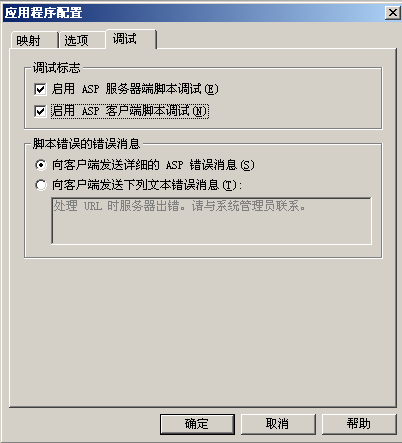 应用程序配置
映射 选项 调试
调试标志
启用 ASP 服务器端脚本调试(E)
启用 ASP 客户端脚本调试(N)
脚本错误的错误消息
向客户端发送详细的 ASP 错误消息(S)
向客户端发送下列文本错误消息(T):
处理 URL 时服务器出错。请与系统管理员联系。
确定 取消 帮助